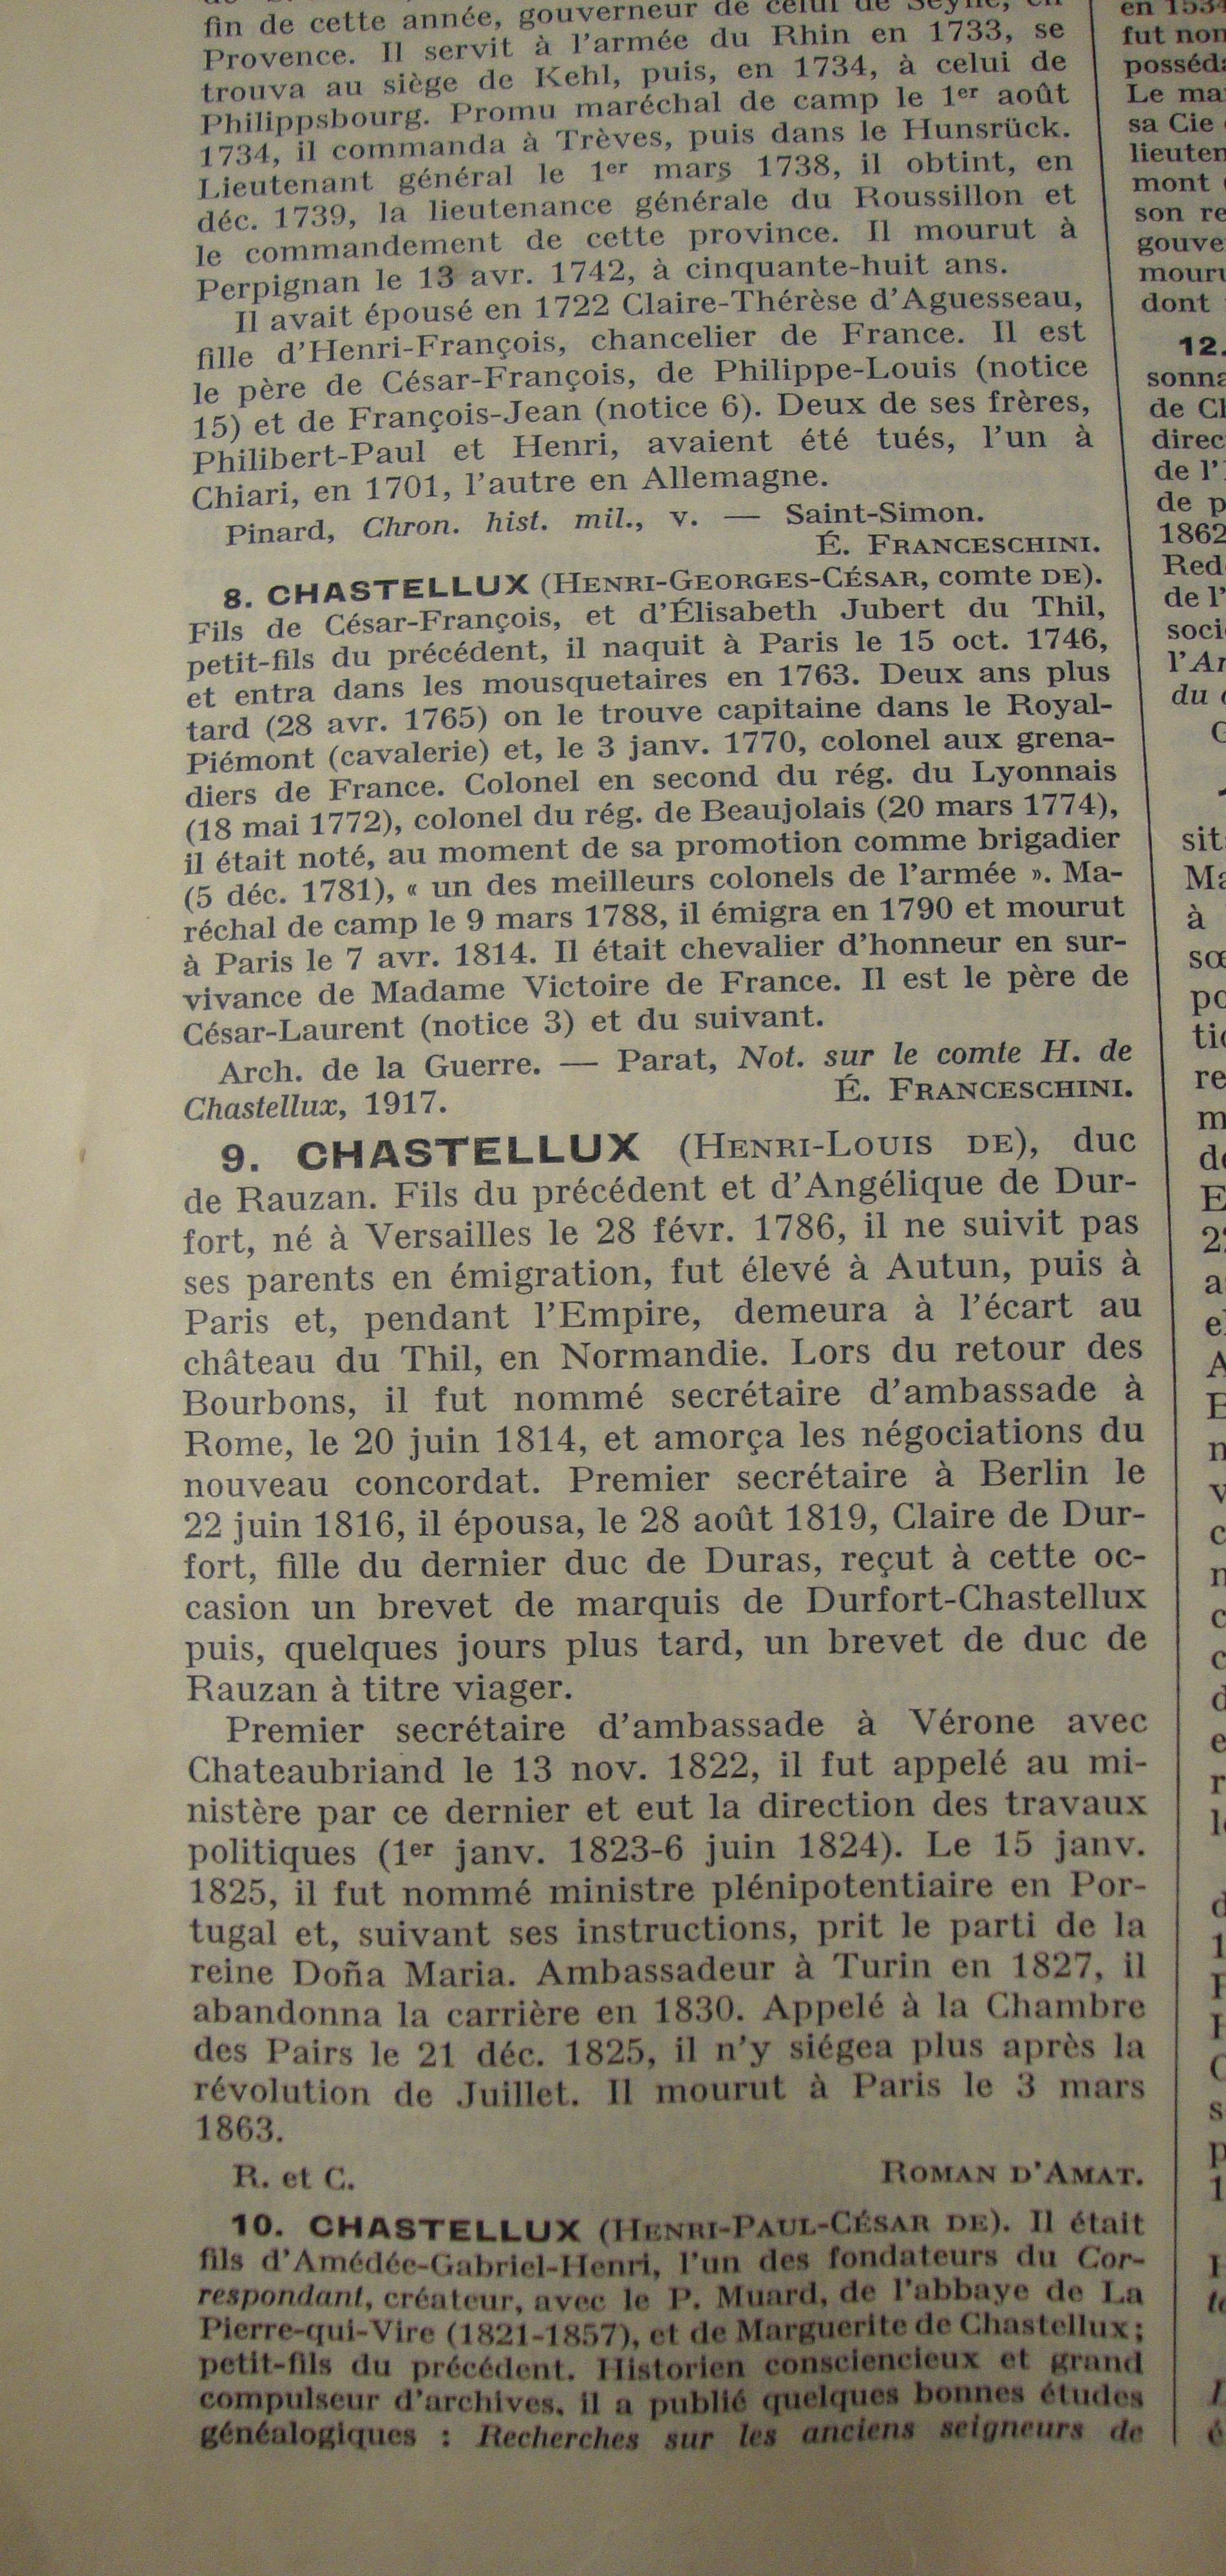 fin de cette année, gouverneur de celui de Seyne, en
Provence. Il servit à l'armée du Rhin en 1733, se
trouva au siège de Kehl, puis, en 1734, à celui de
Philippsbourg. Promu maréchal de camp le 1er août
1734, il commanda à Trèves, puis dans le Hunsrück.
Lieutenant général le 1er mars 1738, il obtint, en
déc. 1739, la lieutenance générale du Roussillon et
le commandement de cette province. Il mourut à
Perpignan le 13 avr. 1742, à cinquante-huit ans.
Il avait épousé en 1722 Claire-Thérèse d'Aguesseau,
fille d'Henri-François, chancelier de France. Il est
le père de César-François, de Philippe-Louis (notice
15) et de François-Jean (notice 6). Deux de ses frères,
Philibert-Paul et Henri, avaient été tués, l'un à
Chiari, en 1701, l'autre en Allemagne.
Pinard, Chron. hist. mil., v. — Saint-Simon.
É. FRANCESCHINI.
8. CHASTELLUX (HENRI-GEORGES-CÉSAR, comte DE).
Fils de César-François, et d'Élisabeth Jubert du Thil,
petit-fils du précédent, il naquit à Paris le 15 oct. 1746,
et entra dans les mousquetaires en 1763. Deux ans plus
tard (28 avr. 1765) on le trouve capitaine dans le Royal-
Piémont (cavalerie) et, le 3 janv. 1770, colonel aux grena-
diers de France. Colonel en second du rég. du Lyonnais
(18 mai 1772), colonel du rég. de Beaujolais (20 mars 1774),
il était noté, au moment de sa promotion comme brigadier
(5 déc. 1781), « un des meilleurs colonels de l'armée ». Ma-
réchal de camp le 9 mars 1788, il émigra en 1790 et mourut
à Paris le 7 avr. 1814. Il était chevalier d'honneur en sur-
vivance de Madame Victoire de France. Il est le père de
César-Laurent (notice 3) et du suivant.
Arch. de la Guerre. — Parat, Not. sur le comte H. de
Chastellux, 1917. É. FRANCESCHINI.
9. CHASTELLUX (HENRI-LOUIS DE), duc
de Rauzan. Fils du précédent et d'Angélique de Dur-
fort, né à Versailles le 28 févr. 1786, il ne suivit pas
ses parents en émigration, fut élevé à Autun, puis à
Paris et, pendant l'Empire, demeura à l'écart au
château du Thil, en Normandie. Lors du retour des
Bourbons, il fut nommé secrétaire d'ambassade à
Rome, le 20 juin 1814, et amorça les négociations du
nouveau concordat. Premier secrétaire à Berlin le
22 juin 1816, il épousa, le 28 août 1819, Claire de Dur-
fort, fille du dernier duc de Duras, reçut à cette oc-
casion un brevet de marquis de Durfort-Chastellux
puis, quelques jours plus tard, un brevet de duc de
Rauzan à titre viager.
Premier secrétaire d'ambassade à Vérone avec
Chateaubriand le 13 nov. 1822, il fut appelé au mi-
nistère par ce dernier et eut la direction des travaux
politiques (1er janv. 1823-6 juin 1824). Le 15 janv.
1825, il fut nommé ministre plénipotentiaire en Por-
tugal et, suivant ses instructions, prit le parti de la
reine Doña Maria. Ambassadeur à Turin en 1827, il
abandonna la carrière en 1830. Appelé à la Chambre
des Pairs le 21 déc. 1825, il n'y siégea plus après la
révolution de Juillet. Il mourut à Paris le 3 mars
1863.
R. et C. ROMAN D'AMAT.
10. CHASTELLUX (HENRI-PAUL-CÉSAR DE). Il était
fils d'Amédée-Gabriel-Henri, l'un des fondateurs du Cor-
respondant, créateur, avec le P. Muard, de l'abbaye de La
Pierre-qui-Vire (1821-1857), et de Marguerite de Chastellux;
petit-fils du précédent. Historien consciencieux et grand
compulseur d'archives, il a publié quelques bonnes études
généalogiques : Recherches sur les anciens seigneurs de